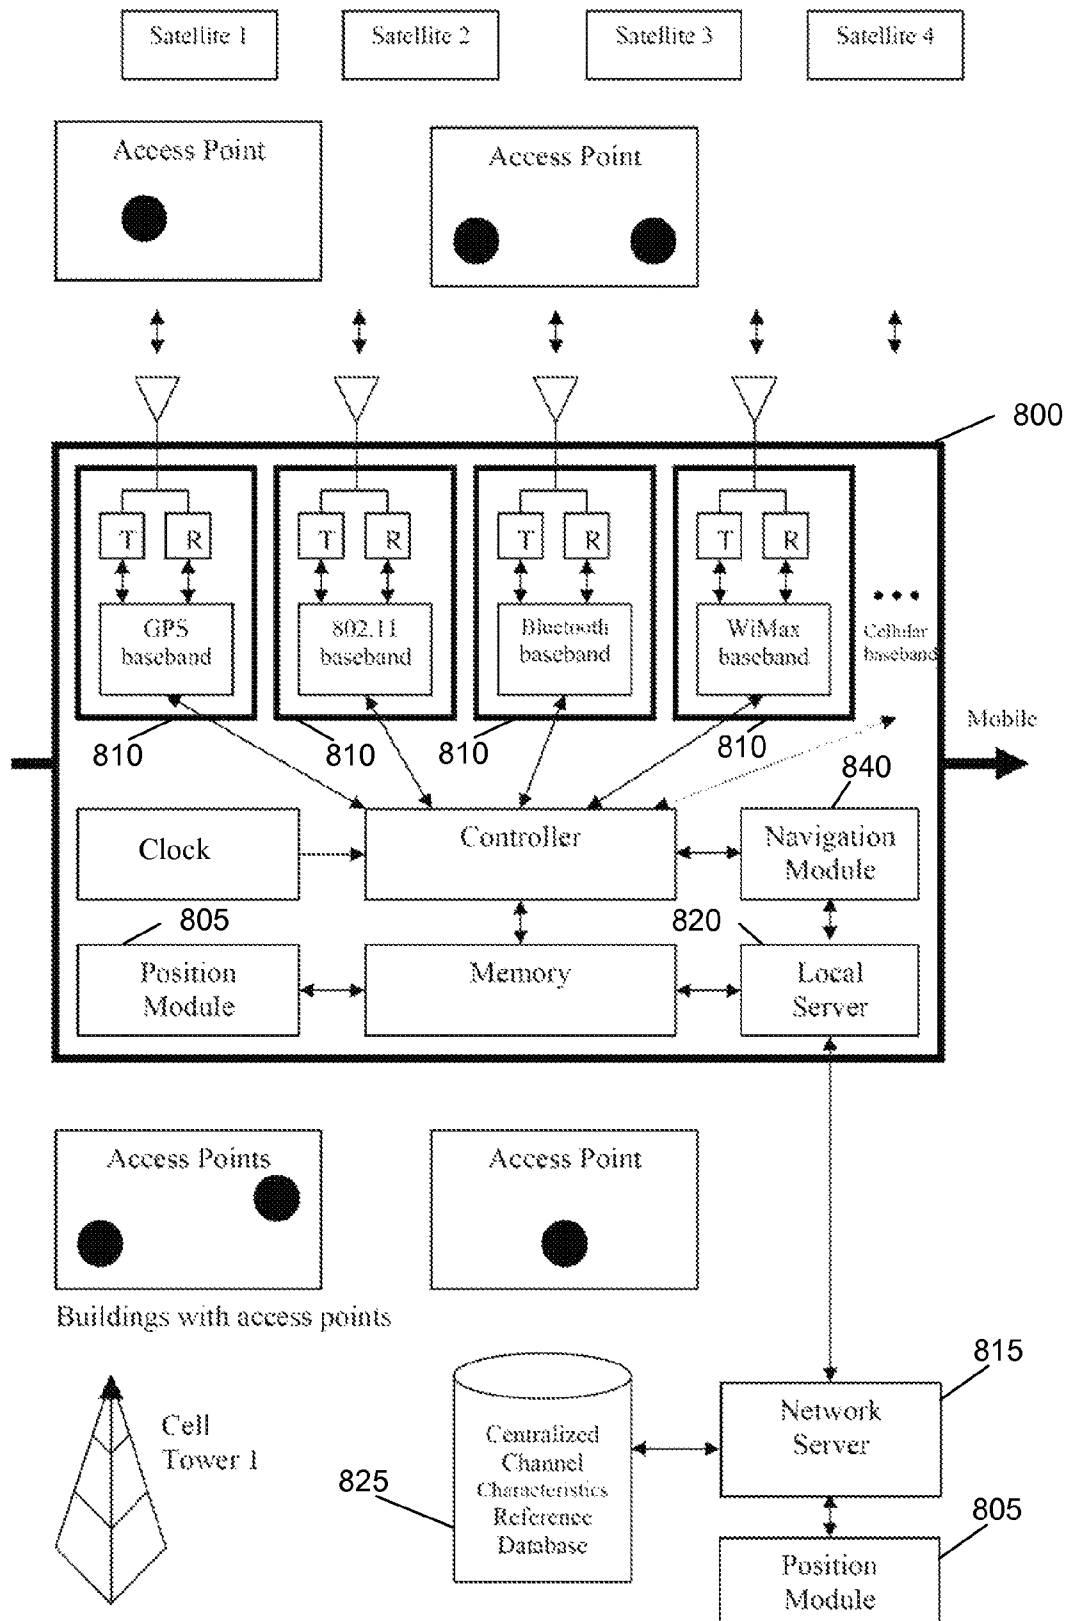 Satellite 1
Satellite 2
Satellite 3
Satellite 4
Access Point
Access Point
800
T R
T R
T R
T R
GPS
baseband
802.11
baseband
Bluetooth
baseband
WiMax
baseband
Cellular
baseband
810
810
810
810
Mobile
840
Clock
Controller
Navigation
Module
805
820
Position
Module
Memory
Local
Server
Access Points
Access Point
Buildings with access points
Cell
Tower 1
825
Centralized
Channel
Characteristics
Reference
Database
815
Network
Server
805
Position
Module